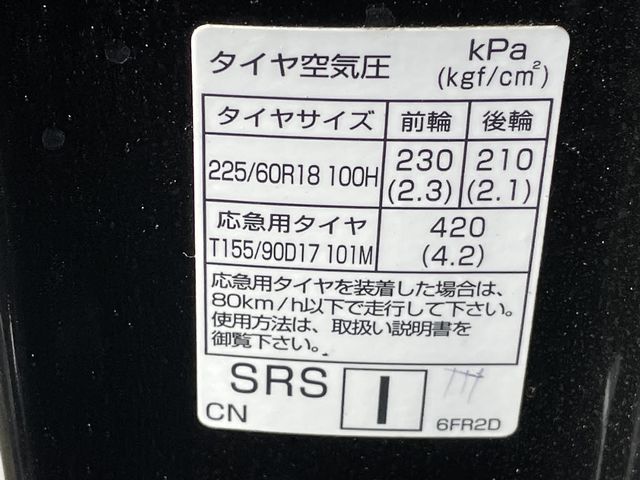 タイヤ空気圧 kPa
(kgf/cm²)
タイヤサイズ 前輪 後輪
225/60R18 100H 230 210
(2.3) (2.1)
応急用タイヤ 420
T155/90D17 101M (4.2)
応急用タイヤを装着した場合は、
80km/h以下で走行して下さい。
使用方法は、取扱い説明書を
御覧下さい。
SRS I
CN 6FR2D